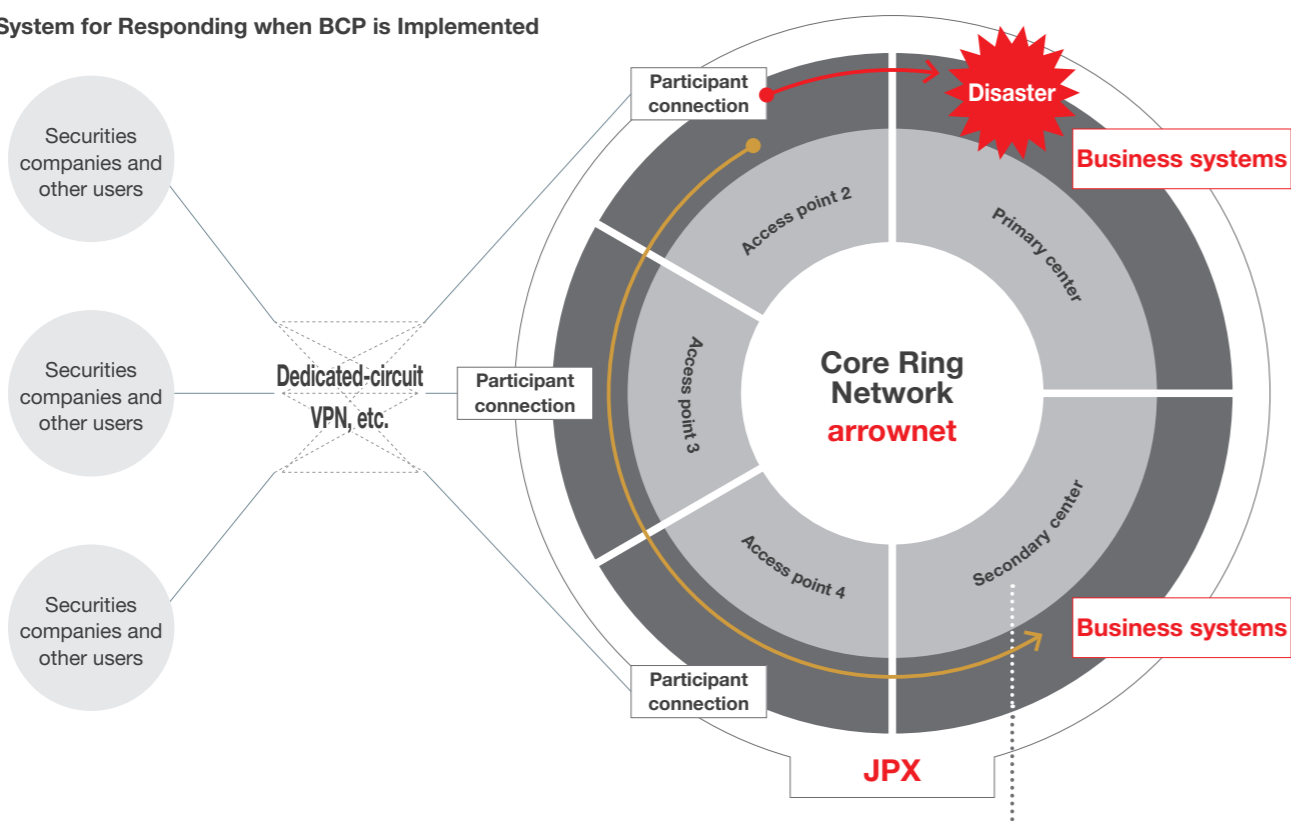 System for Responding when BCP is Implemented
Securities
companies and
other users
Securities
companies and
other users
Securities
companies and
other users
Dedicated-circuit
VPN, etc.
Participant
connection
Participant
connection
Participant
connection
Disaster
Business systems
Access point 2
Primary center
Access point 3
Core Ring
Network
arrownet
Access point 4
Secondary center
Business systems
JPX